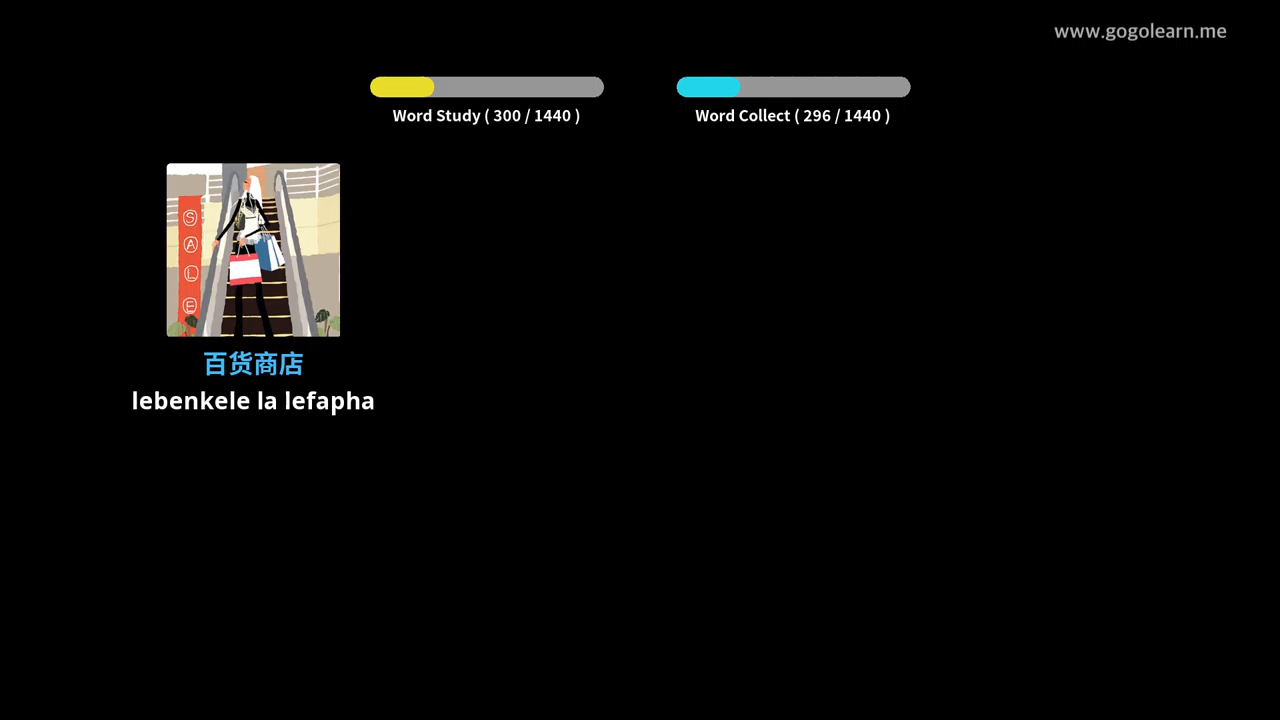 www.gogolearn.me
Word Study ( 300 / 1440 )
Word Collect ( 296 / 1440 )
S
A
L
E
百货商店
lebenkele la lefapha